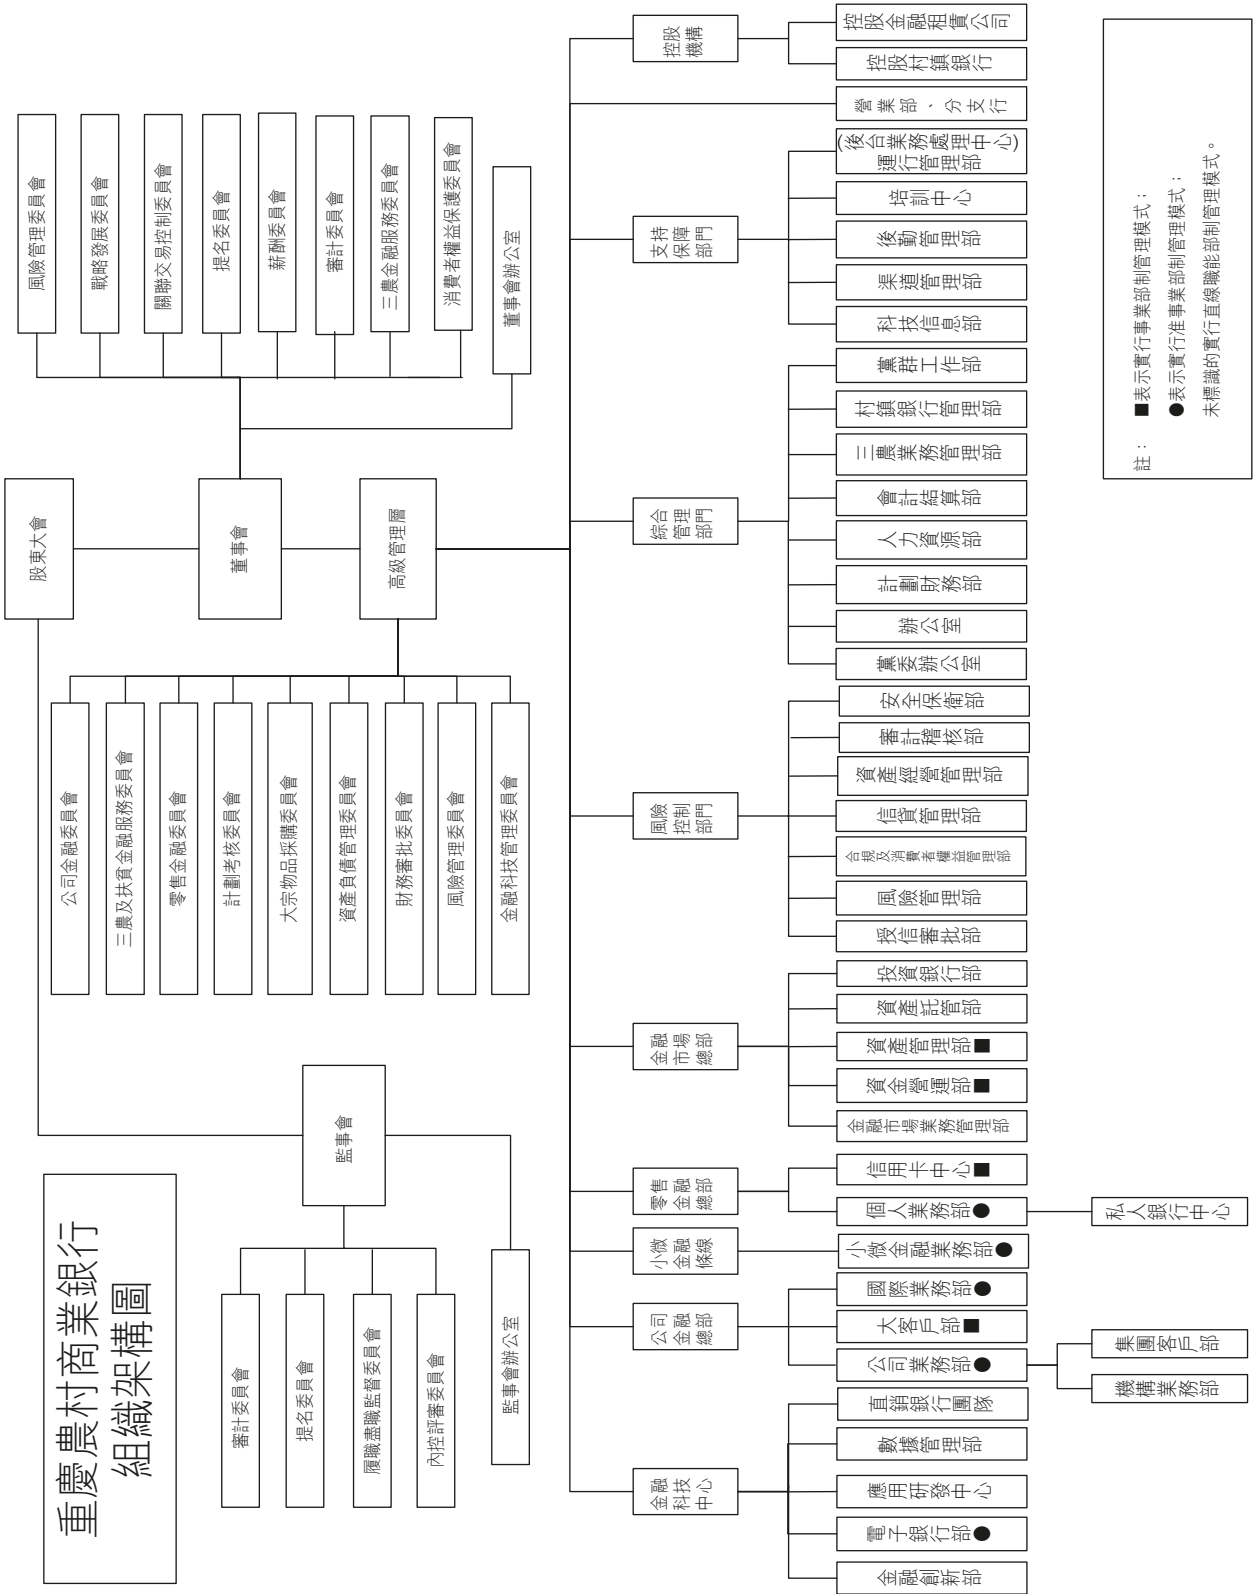 重慶農村商業銀行
組織架構圖
股東大會
董事會
高級管理層
監事會
審計委員會
提名委員會
履職盡職監督委員會
內控評審委員會
監事會辦公室
風險管理委員會
戰略發展委員會
關聯交易控制委員會
提名委員會
薪酬委員會
審計委員會
三農金融服務委員會
消費者權益保護委員會
董事會辦公室
公司金融委員會
三農及扶貧金融服務委員會
零售金融委員會
計劃考核委員會
大宗物品採購委員會
資產負債管理委員會
財務審批委員會
風險管理委員會
金融科技管理委員會
金融
科技
中心
金融創新部
電子銀行部●
應用研發中心
數據管理部
直銷銀行團隊
公司
金融
總部
公司業務部●
大客戶部■
國際業務部●
機構業務部
集團客戶部
小微
金融
條線
小微金融業務部●
零售
金融
總部
個人業務部●
信用卡中心■
私人銀行中心
金融
市場
總部
金融市場業務管理部
資金營運部■
資產管理部■
資產託管部
投資銀行部
風險
控制
部門
授信審批部
風險管理部
合規及消費者權益管理部
信貸管理部
資產經營管理部
審計稽核部
安全保衛部
綜合
管理
部門
黨委辦公室
辦公室
計劃財務部
人力資源部
會計結算部
三農業務管理部
村鎮銀行管理部
黨群工作部
支持
保障
部門
科技信息部
渠道管理部
後勤管理部
培訓中心
(後台業務處理中心)
運行管理部
營業部、分支行
控股
機構
控股村鎮銀行
控股金融租賃公司
註：
■表示實行事業部制管理模式；
●表示實行准事業部制管理模式；
未標識的實行直線職能部制管理模式。